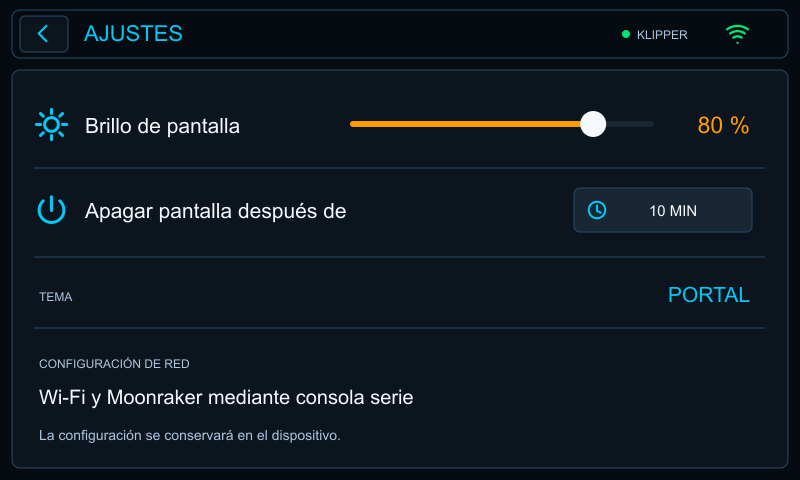 AJUSTES
KLIPPER
Brillo de pantalla
80 %
Apagar pantalla después de
10 MIN
TEMA
PORTAL
CONFIGURACIÓN DE RED
Wi-Fi y Moonraker mediante consola serie
La configuración se conservará en el dispositivo.